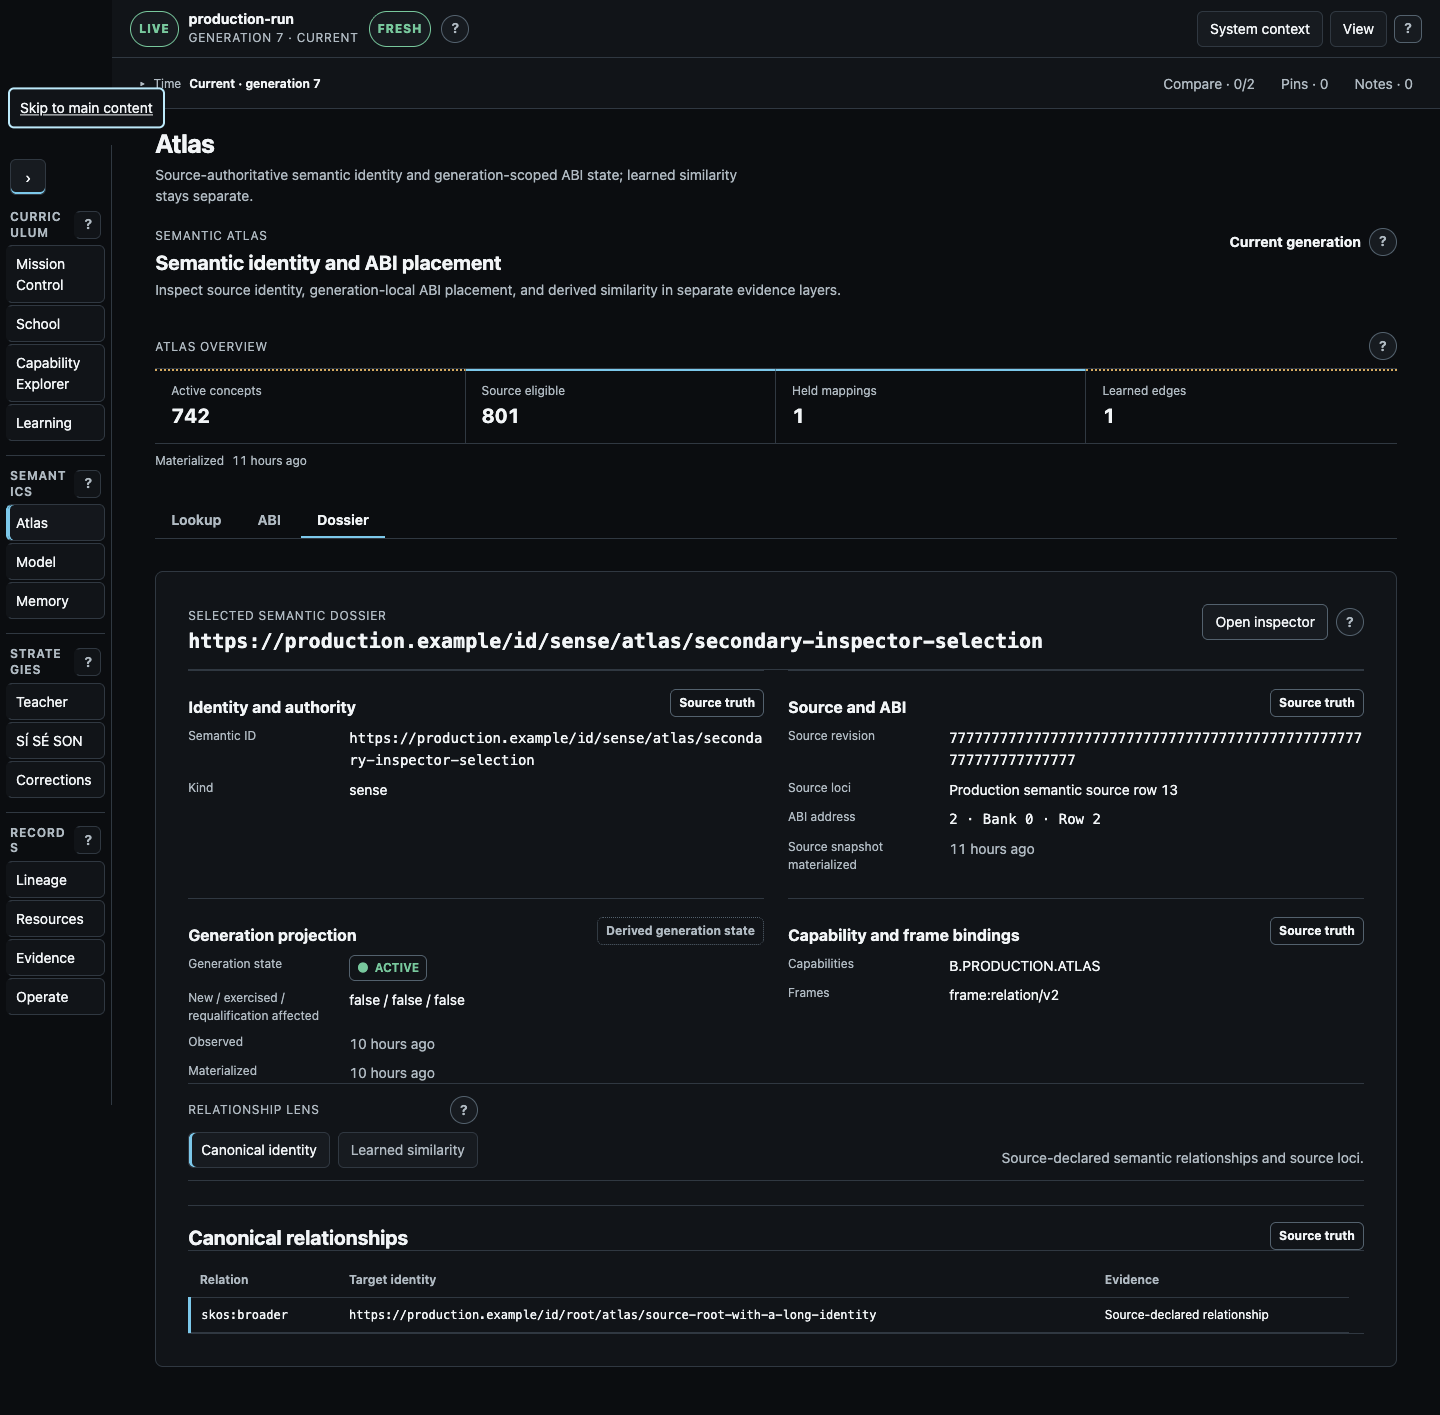 LIVE
production-run
GENERATION 7 · CURRENT
FRESH
?
System context
View
?
Time Current · generation 7
Compare · 0/2
Pins · 0
Notes · 0
Skip to main content
›
CURRIC
ULUM
?
Mission
Control
School
Capability
Explorer
Learning
SEMANT
ICS
?
Atlas
Model
Memory
STRATE
GIES
?
Teacher
SÍ SÉ SON
Corrections
RECORD
S
?
Lineage
Resources
Evidence
Operate
Atlas
Source-authoritative semantic identity and generation-scoped ABI state; learned similarity
stays separate.
SEMANTIC ATLAS
Semantic identity and ABI placement
Inspect source identity, generation-local ABI placement, and derived similarity in separate evidence layers.
Current generation
?
ATLAS OVERVIEW
?
Active concepts
742
Source eligible
801
Held mappings
1
Learned edges
1
Materialized 11 hours ago
Lookup
ABI
Dossier
SELECTED SEMANTIC DOSSIER
https://production.example/id/sense/atlas/secondary-inspector-selection
Open inspector
?
Identity and authority
Source truth
Semantic ID
https://production.example/id/sense/atlas/seconda
ry-inspector-selection
Kind
sense
Source and ABI
Source truth
Source revision
7777777777777777777777777777777777777777777777777
777777777777777
Source loci
Production semantic source row 13
ABI address
2 · Bank 0 · Row 2
Source snapshot
materialized
11 hours ago
Generation projection
Derived generation state
Generation state
ACTIVE
New / exercised /
requalification affected
false / false / false
Observed
10 hours ago
Materialized
10 hours ago
Capability and frame bindings
Source truth
Capabilities
B.PRODUCTION.ATLAS
Frames
frame:relation/v2
RELATIONSHIP LENS
?
Canonical identity
Learned similarity
Source-declared semantic relationships and source loci.
Canonical relationships
Source truth
Relation
Target identity
Evidence
skos:broader
https://production.example/id/root/atlas/source-root-with-a-long-identity
Source-declared relationship